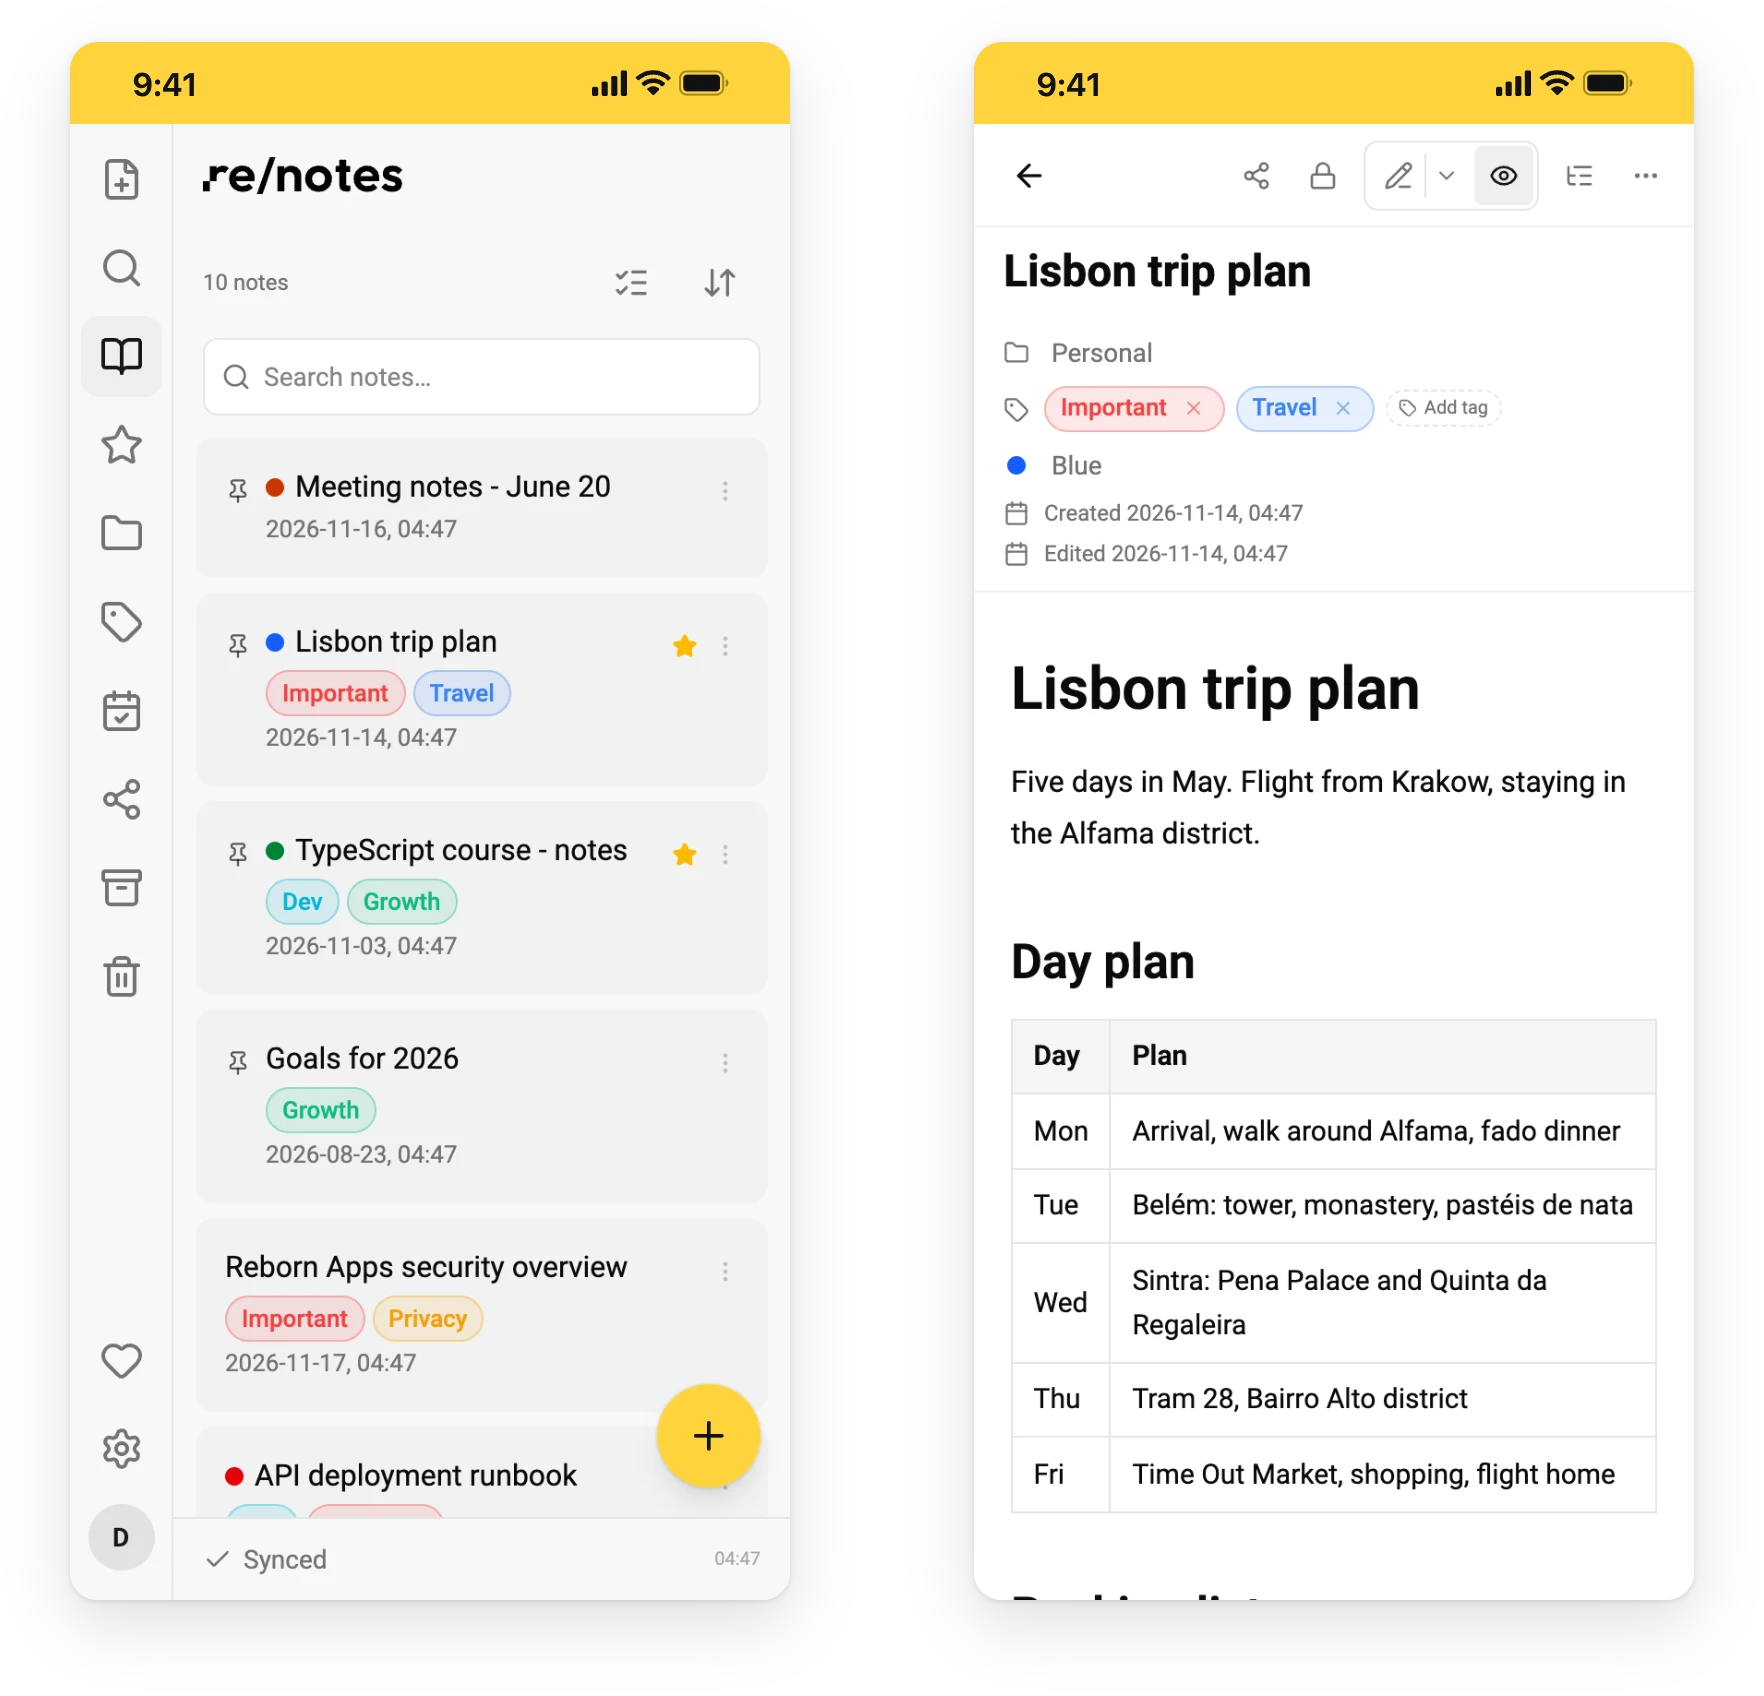 9:41
.re/notes
10 notes
Search notes...
Meeting notes - June 20
2026-11-16, 04:47
Lisbon trip plan
Important Travel
2026-11-14, 04:47
TypeScript course - notes
Dev Growth
2026-11-03, 04:47
Goals for 2026
Growth
2026-08-23, 04:47
Reborn Apps security overview
Important Privacy
2026-11-17, 04:47
API deployment runbook
D
Synced 04:47
9:41
Lisbon trip plan
Personal
Important Travel Add tag
Blue
Created 2026-11-14, 04:47
Edited 2026-11-14, 04:47
Lisbon trip plan
Five days in May. Flight from Krakow, staying in
the Alfama district.
Day plan
Day Plan
Mon Arrival, walk around Alfama, fado dinner
Tue Belém: tower, monastery, pastéis de nata
Wed Sintra: Pena Palace and Quinta da
Regaleira
Thu Tram 28, Bairro Alto district
Fri Time Out Market, shopping, flight home